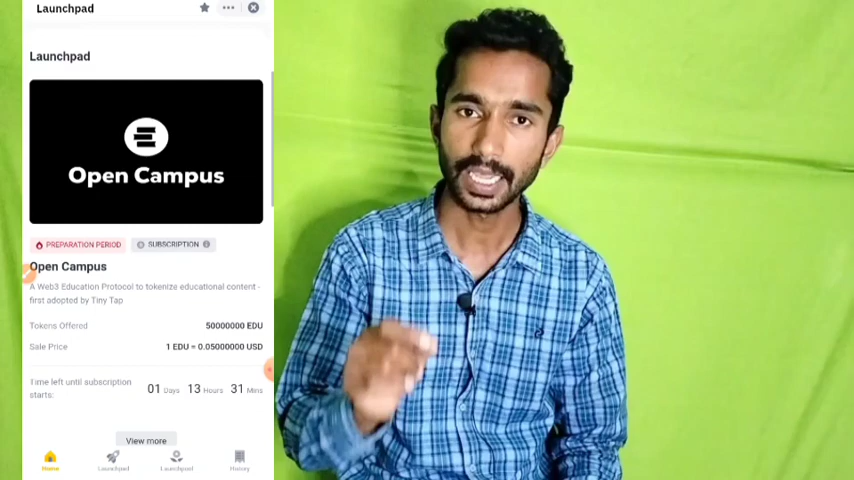 Launchpad
Launchpad
Open Campus
PREPARATION PERIOD SUBSCRIPTION
Open Campus
A Web3 Education Protocol to tokenize educational content -
first adopted by Tiny Tap
Tokens Offered 50000000 EDU
Sale Price 1 EDU = 0.05000000 USD
Time left until subscription
starts:
01 Days 13 Hours 31 Mins
View more
Home Launchpad Launchpool History